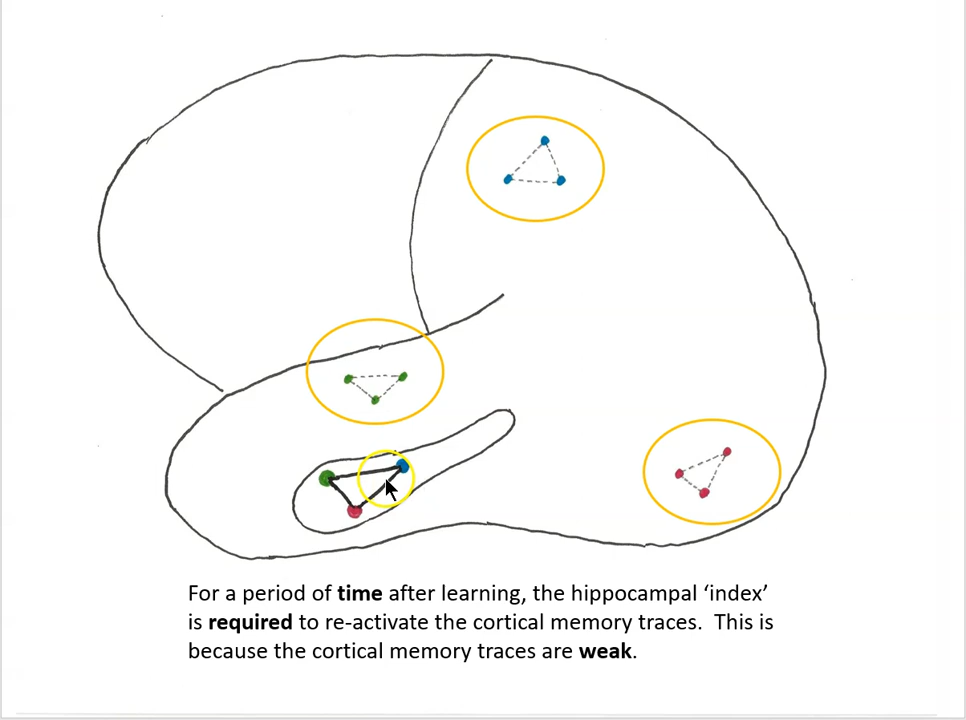 For a period of time after learning, the hippocampal ‘index’
is required to re-activate the cortical memory traces.  This is
because the cortical memory traces are weak.